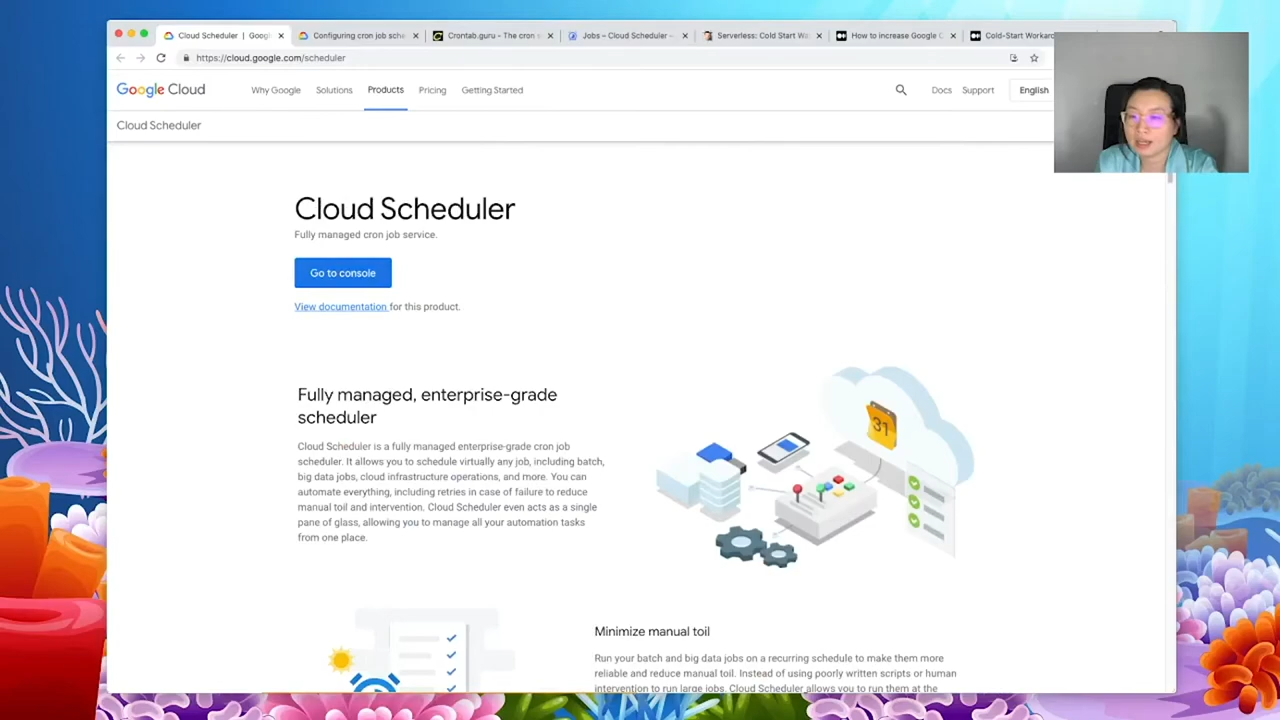 Cloud Scheduler | Googl
Configuring cron job sche
Crontab.guru - The cron s
Jobs – Cloud Scheduler –
Serverless: Cold Start Wa
How to increase Google C
Cold-Start Workaro
https://cloud.google.com/scheduler
Google Cloud
Why Google
Solutions
Products
Pricing
Getting Started
Docs
Support
English
Cloud Scheduler
Cloud Scheduler
Fully managed cron job service.
Go to console
View documentation for this product.
Fully managed, enterprise-grade
scheduler
Cloud Scheduler is a fully managed enterprise-grade cron job
scheduler. It allows you to schedule virtually any job, including batch,
big data jobs, cloud infrastructure operations, and more. You can
automate everything, including retries in case of failure to reduce
manual toil and intervention. Cloud Scheduler even acts as a single
pane of glass, allowing you to manage all your automation tasks
from one place.
31
Minimize manual toil
Run your batch and big data jobs on a recurring schedule to make them more
reliable and reduce manual toil. Instead of using poorly written scripts or human
intervention to run large jobs, Cloud Scheduler allows you to run them at the